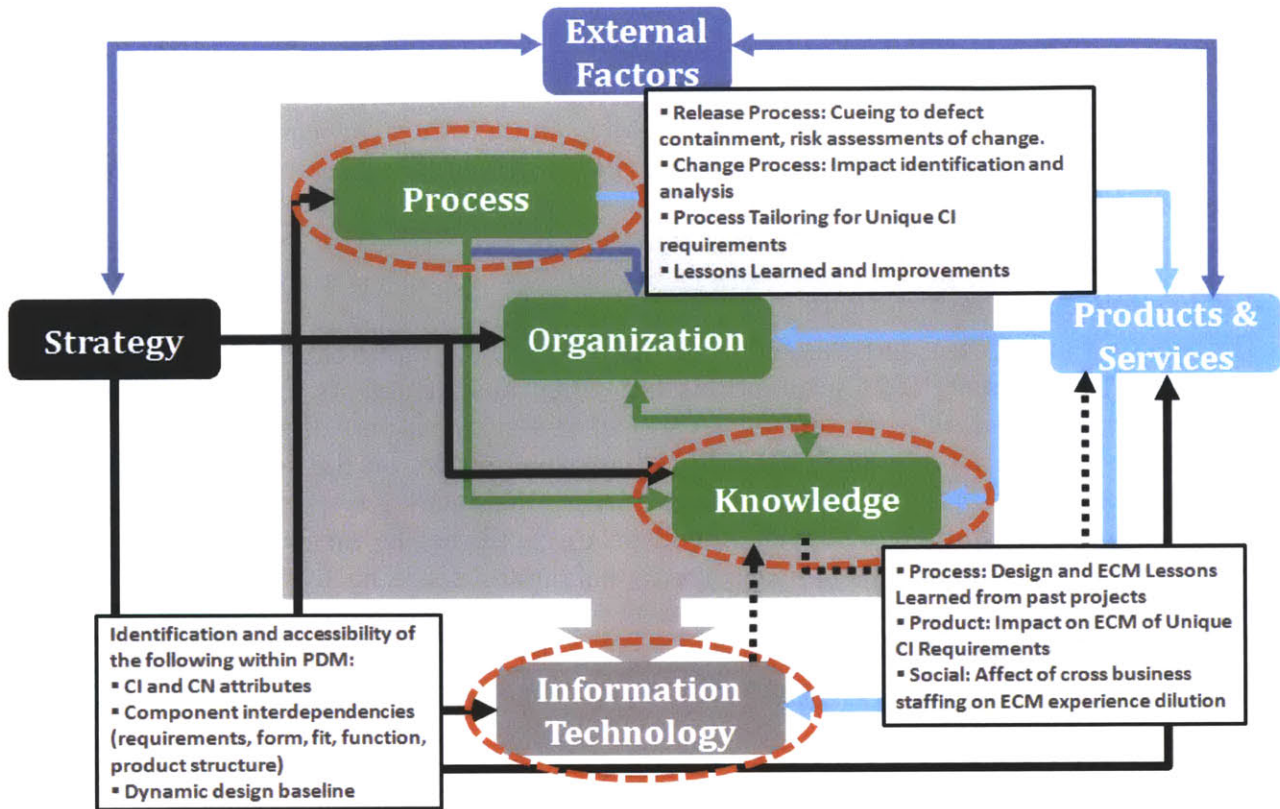 External
Factors
▪ Release Process: Cueing to defect
containment, risk assessments of change.
▪ Change Process: Impact identification and
analysis
▪ Process Tailoring for Unique CI
requirements
▪ Lessons Learned and Improvements
Process
Strategy
Organization
Products &
Services
Knowledge
▪ Process: Design and ECM Lessons
Learned from past projects
▪ Product: Impact on ECM of Unique
CI Requirements
▪ Social: Affect of cross business
staffing on ECM experience dilution
Identification and accessibility of
the following within PDM:
▪ CI and CN attributes
▪ Component interdependencies
(requirements, form, fit, function,
product structure)
▪ Dynamic design baseline
Information
Technology